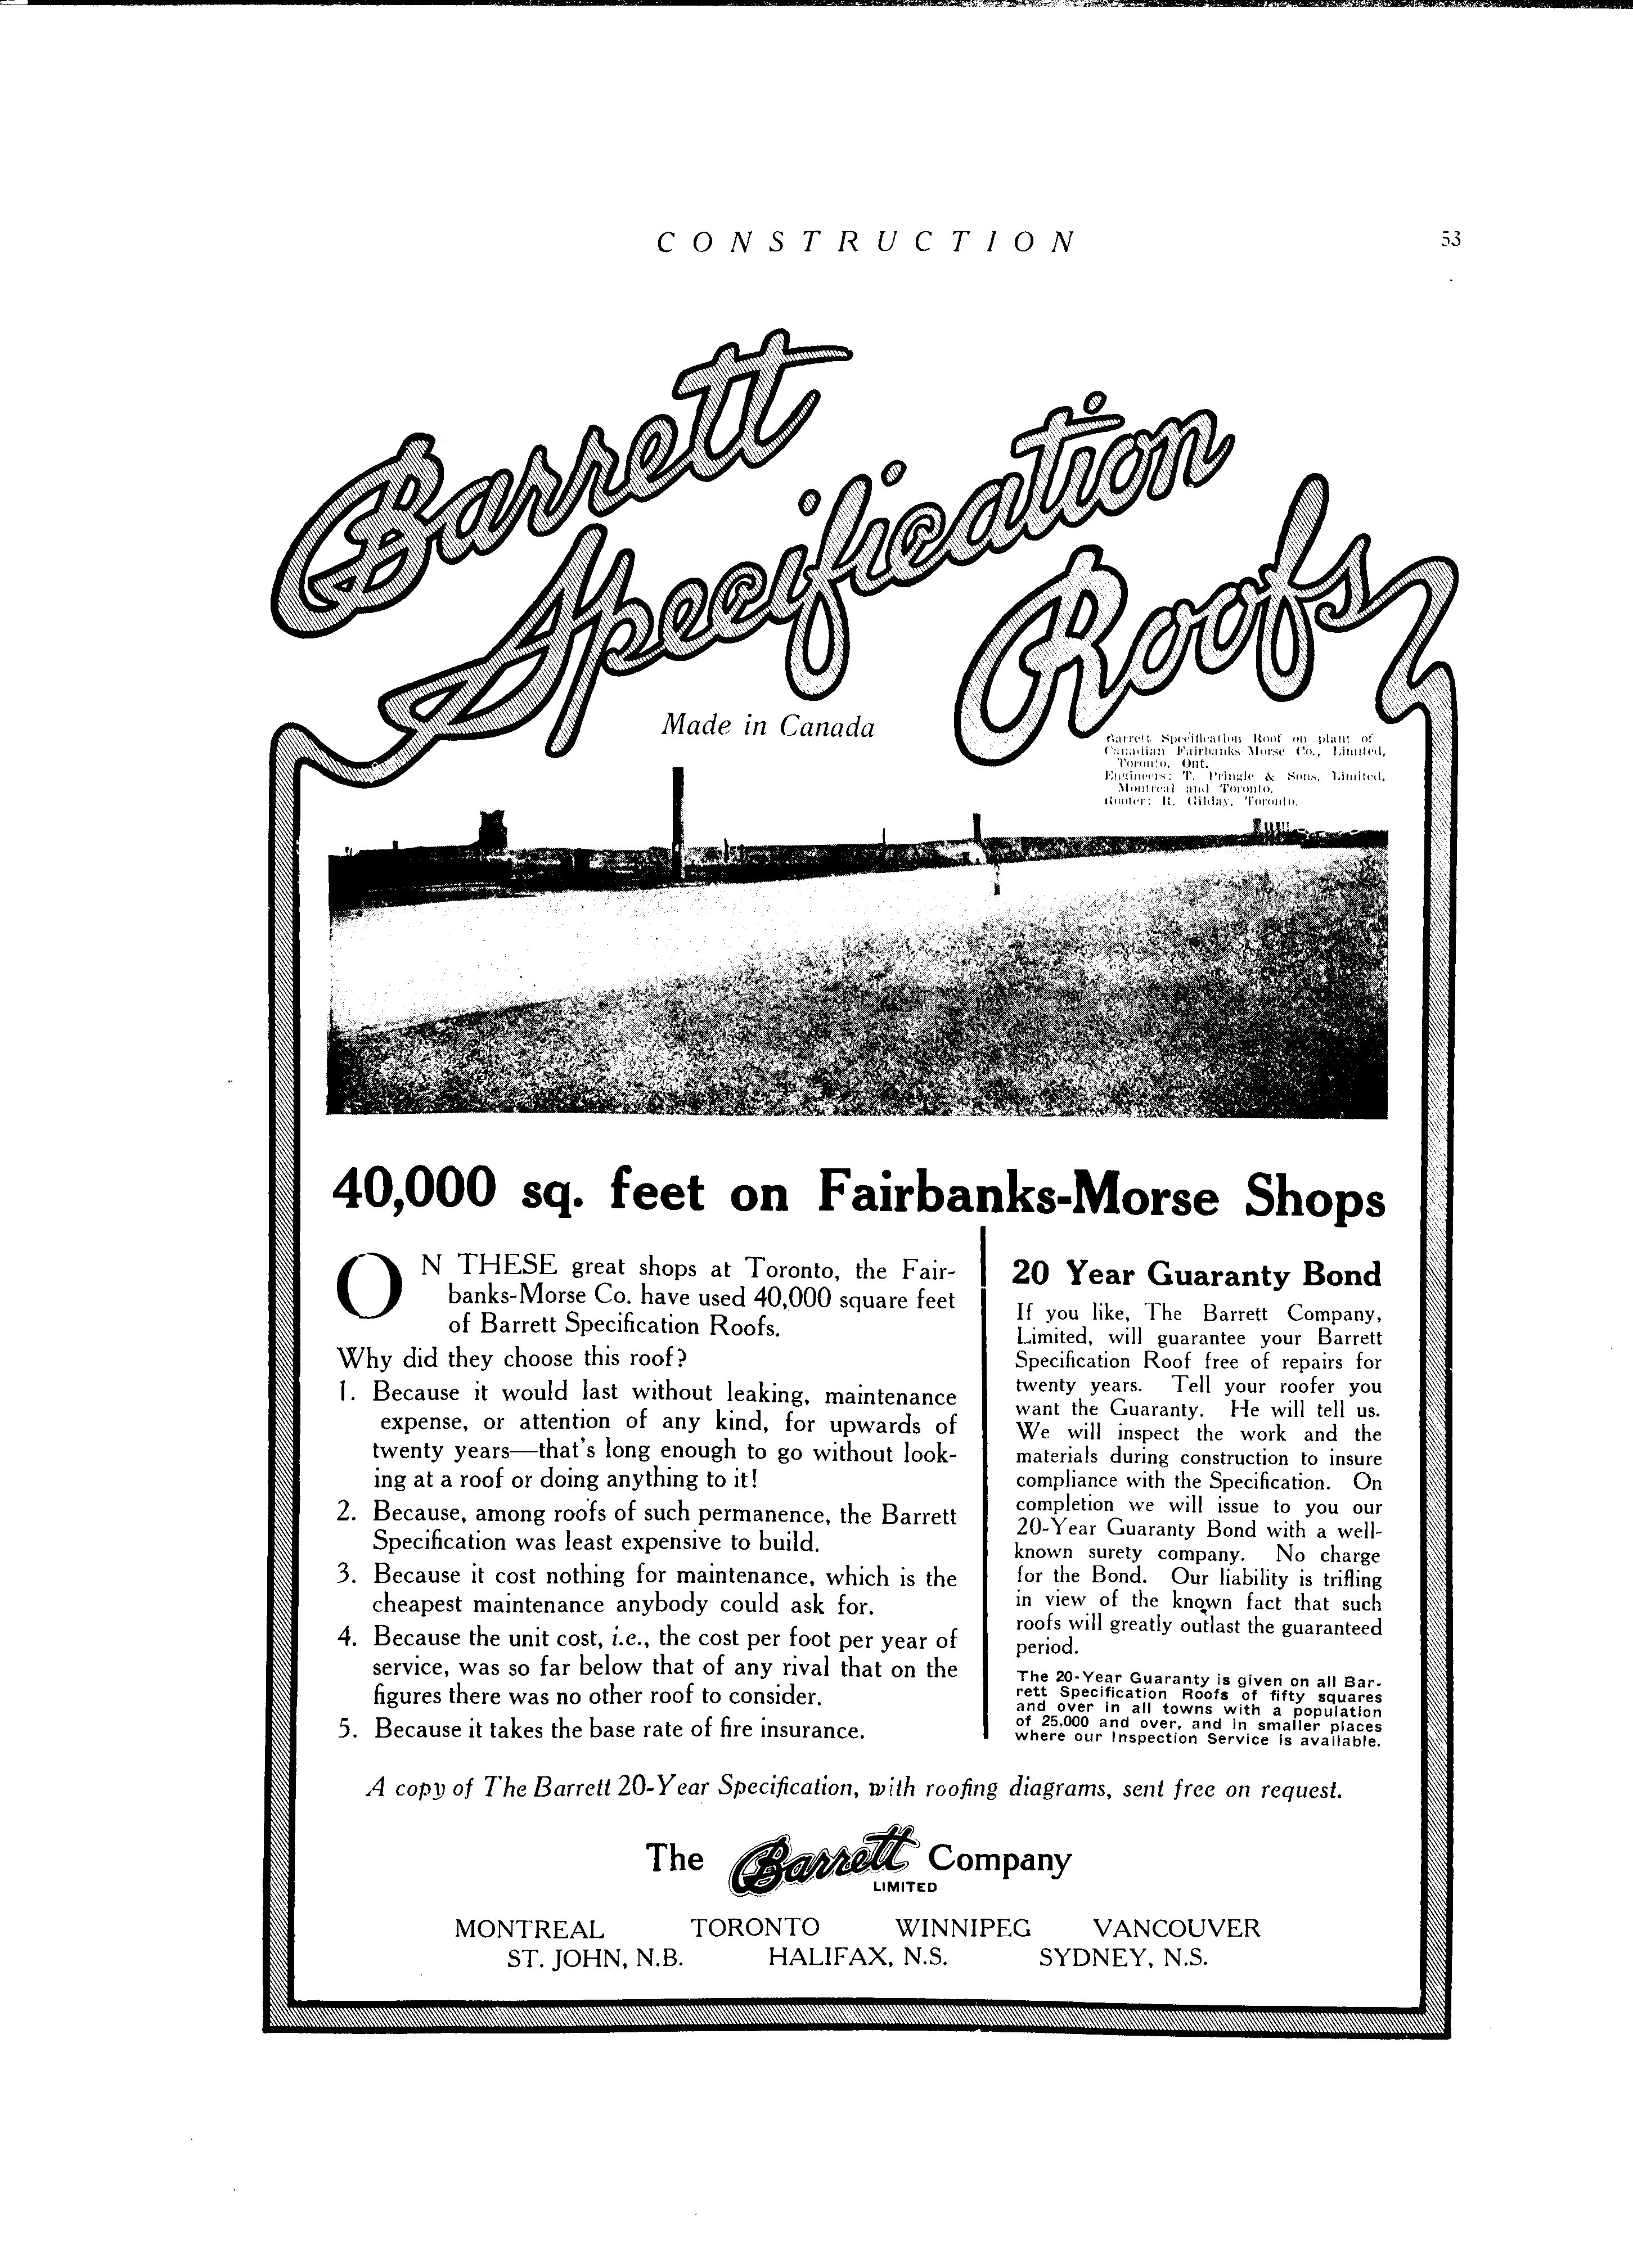 CONSTRUCTION
53
Barrett
Specification
Roofs
Made in Canada
Barrett Specification Roof on plant of
Canadian Fairbanks-Morse Co., Limited,
Toronto, Ont.
Engineers: T. Pringle & Sons, Limited,
Montreal and Toronto.
Roofer: R. Gilday, Toronto.
40,000 sq. feet on Fairbanks-Morse Shops
ON THESE great shops at Toronto, the Fair-
banks-Morse Co. have used 40,000 square feet
of Barrett Specification Roofs.
Why did they choose this roof?
1. Because it would last without leaking, maintenance
expense, or attention of any kind, for upwards of
twenty years—that's long enough to go without look-
ing at a roof or doing anything to it!
2. Because, among roofs of such permanence, the Barrett
Specification was least expensive to build.
3. Because it cost nothing for maintenance, which is the
cheapest maintenance anybody could ask for.
4. Because the unit cost, i.e., the cost per foot per year of
service, was so far below that of any rival that on the
figures there was no other roof to consider.
5. Because it takes the base rate of fire insurance.
20 Year Guaranty Bond
If you like, The Barrett Company,
Limited, will guarantee your Barrett
Specification Roof free of repairs for
twenty years. Tell your roofer you
want the Guaranty. He will tell us.
We will inspect the work and the
materials during construction to insure
compliance with the Specification. On
completion we will issue to you our
20-Year Guaranty Bond with a well-
known surety company. No charge
for the Bond. Our liability is trifling
in view of the known fact that such
roofs will greatly outlast the guaranteed
period.
The 20-Year Guaranty is given on all Bar-
rett Specification Roofs of fifty squares
and over in all towns with a population
of 25,000 and over, and in smaller places
where our Inspection Service is available.
A copy of The Barrett 20-Year Specification, with roofing diagrams, sent free on request.
The Barrett Company
LIMITED
MONTREAL TORONTO WINNIPEG VANCOUVER
ST. JOHN, N.B. HALIFAX, N.S. SYDNEY, N.S.